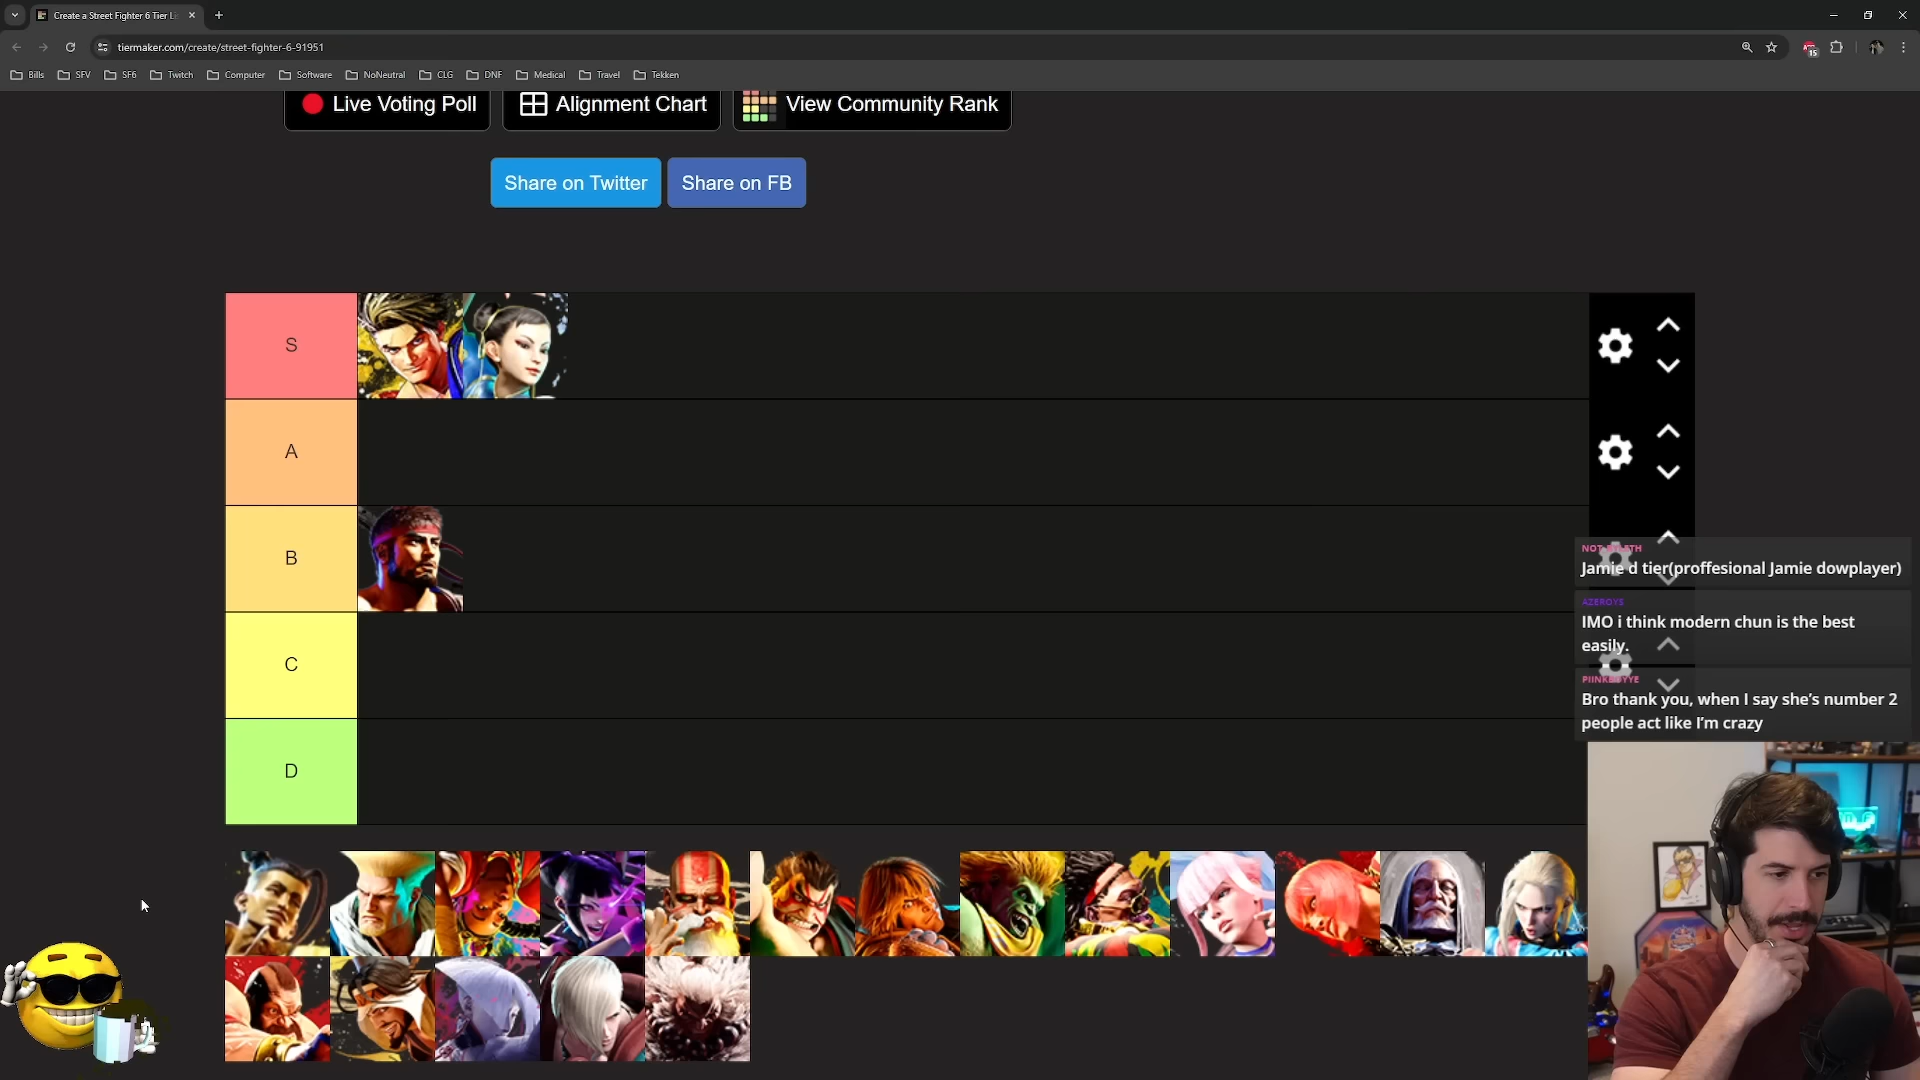 Create a Street Fighter 6 Tier Li
tiermaker.com/create/street-fighter-6-91951
15
Bills
SFV
SF6
Twitch
Computer
Software
NoNeutral
CLG
DNF
Medical
Travel
Tekken
Live Voting Poll
Alignment Chart
View Community Rank
Share on Twitter
Share on FB
S
A
B
C
D
Jamie d tier(proffesional Jamie dowplayer)
AZEROYS
IMO i think modern chun is the best
easily.
Bro thank you, when I say she's number 2
people act like I'm crazy